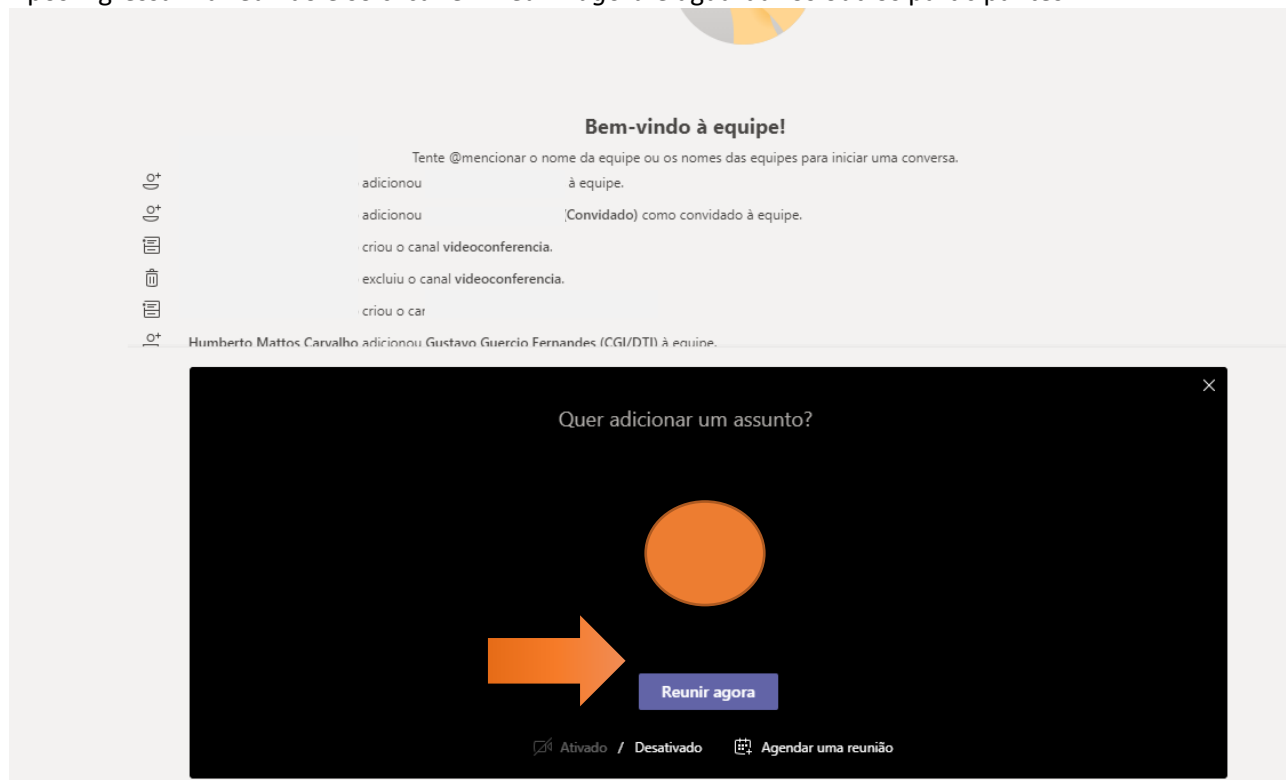 Bem-vindo à equipe!
Tente @mencionar o nome da equipe ou os nomes das equipes para iniciar uma conversa.
adicionou à equipe.
adicionou (Convidado) como convidado à equipe.
criou o canal videoconferencia.
excluiu o canal videoconferencia.
criou o
Humberto Mattos Carvalho adicionou Gustavo Guercio Fernandes (CGI/DTI) à equipe.
Quer adicionar um assunto?
Reunir agora
Ativado / Desativado Agendar uma reunião